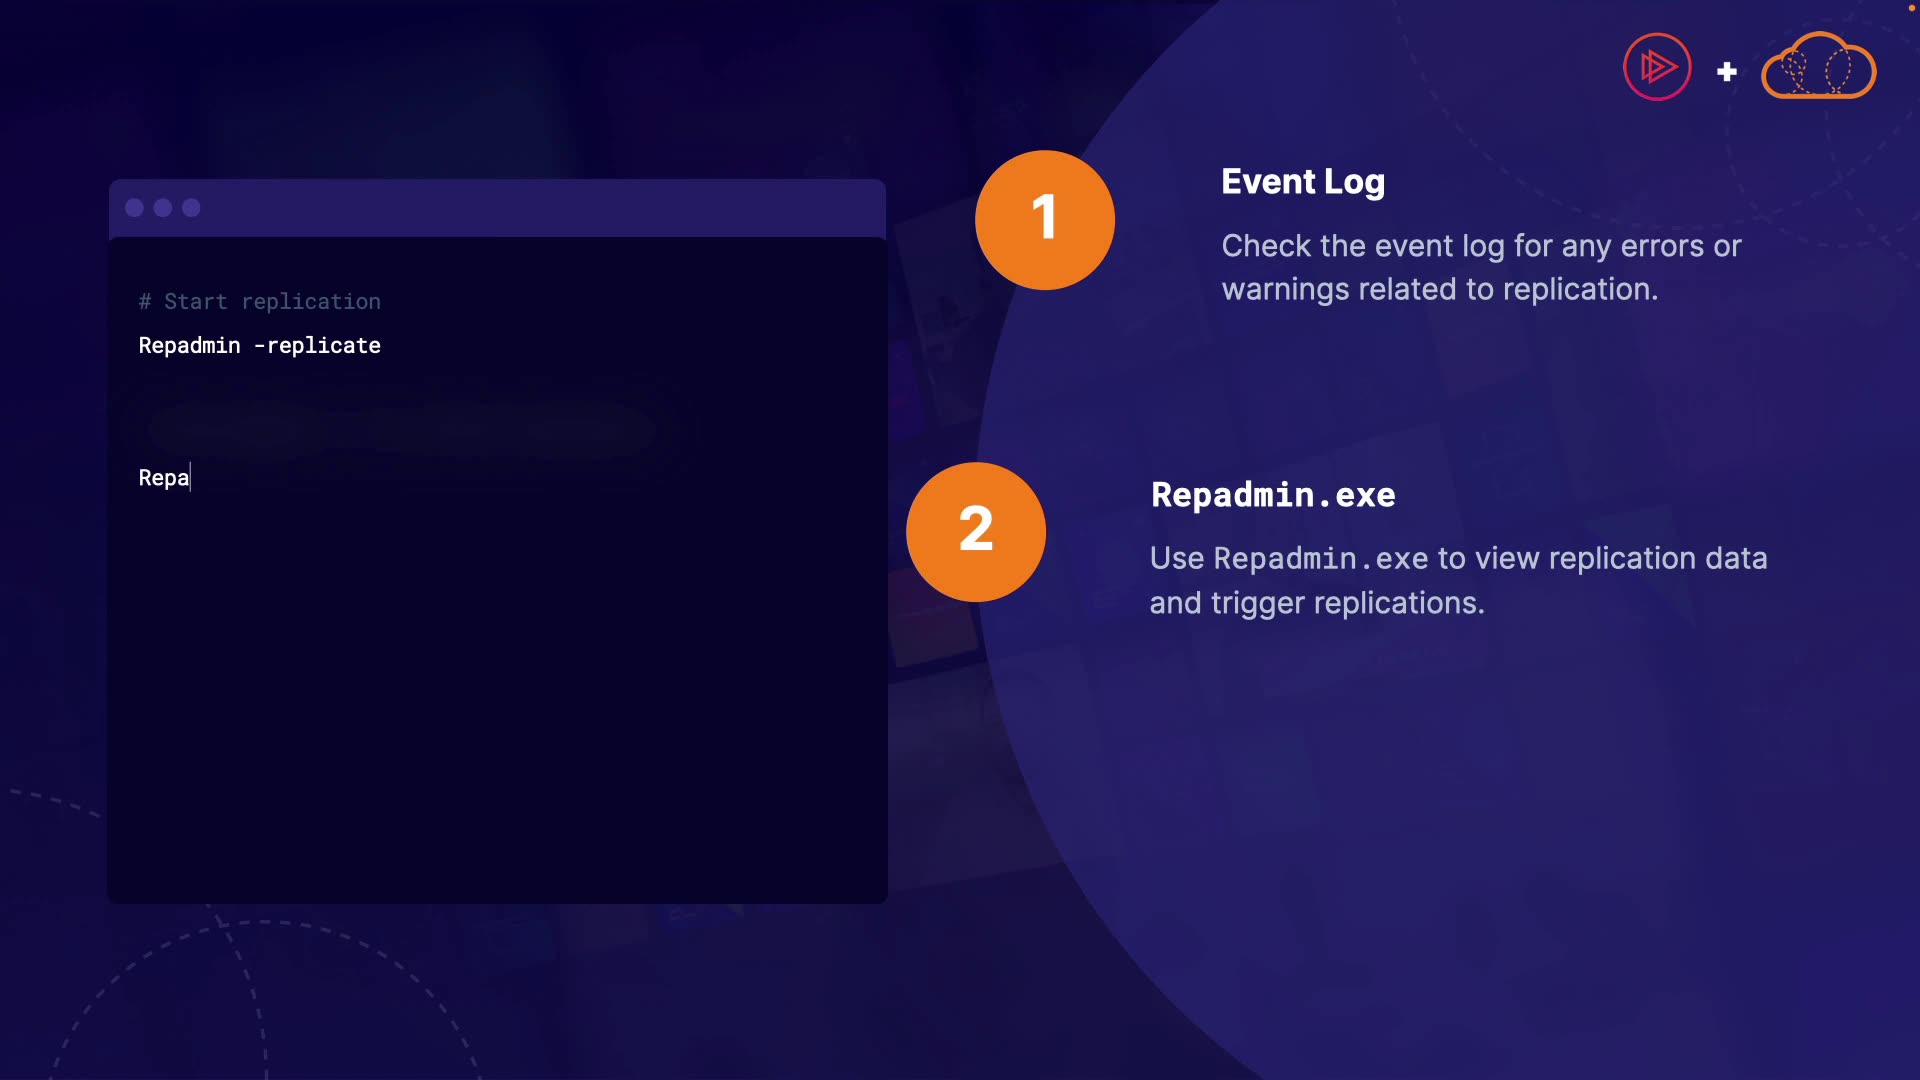 # Start replication
Repadmin -replicate
Repa
1
Event Log
Check the event log for any errors or
warnings related to replication.
2
Repadmin.exe
Use Repadmin.exe to view replication data
and trigger replications.